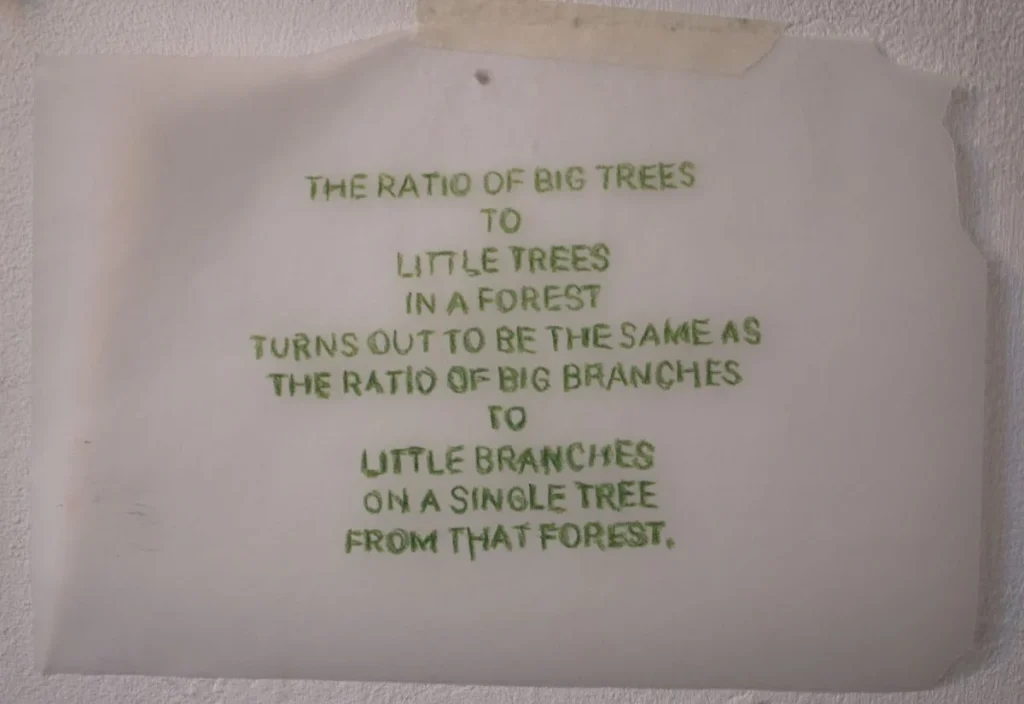 THE RATIO OF BIG TREES
TO
LITTLE TREES
IN A FOREST
TURNS OUT TO BE THE SAME AS
THE RATIO OF BIG BRANCHES
TO
LITTLE BRANCHES
ON A SINGLE TREE
FROM THAT FOREST.